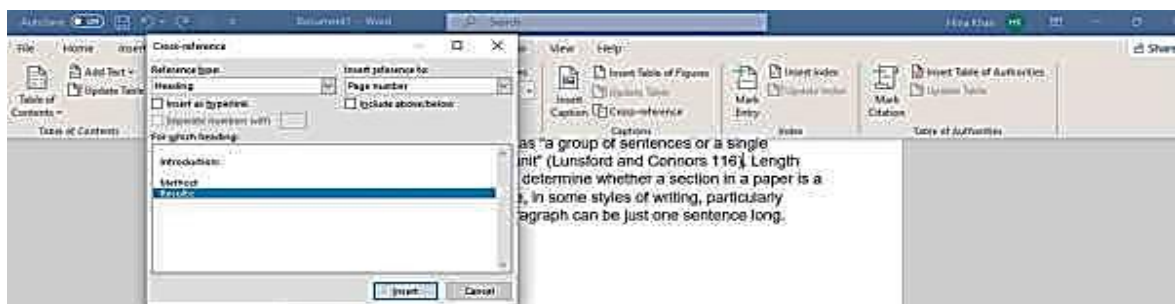 AutoSave On Document1 - Word Search Hina Khan HK
File Home Insert View Help Share
Cross-reference
Reference type: Insert reference to:
Heading Page number
Insert as hyperlink Include above/below
Separate numbers with
For which heading:
Introduction
Method
Results
Insert Cancel
Table of Contents
Add Text
Update Table
Table of Contents
Insert Caption
Insert Table of Figures
Update Table
Cross-reference
Captions
Mark Entry
Insert Index
Update Index
Index
Mark Citation
Insert Table of Authorities
Update Table
Table of Authorities
as "a group of sentences or a single
unit" (Lunsford and Connors 116). Length
determine whether a section in a paper is a
, in some styles of writing, particularly
aragraph can be just one sentence long.